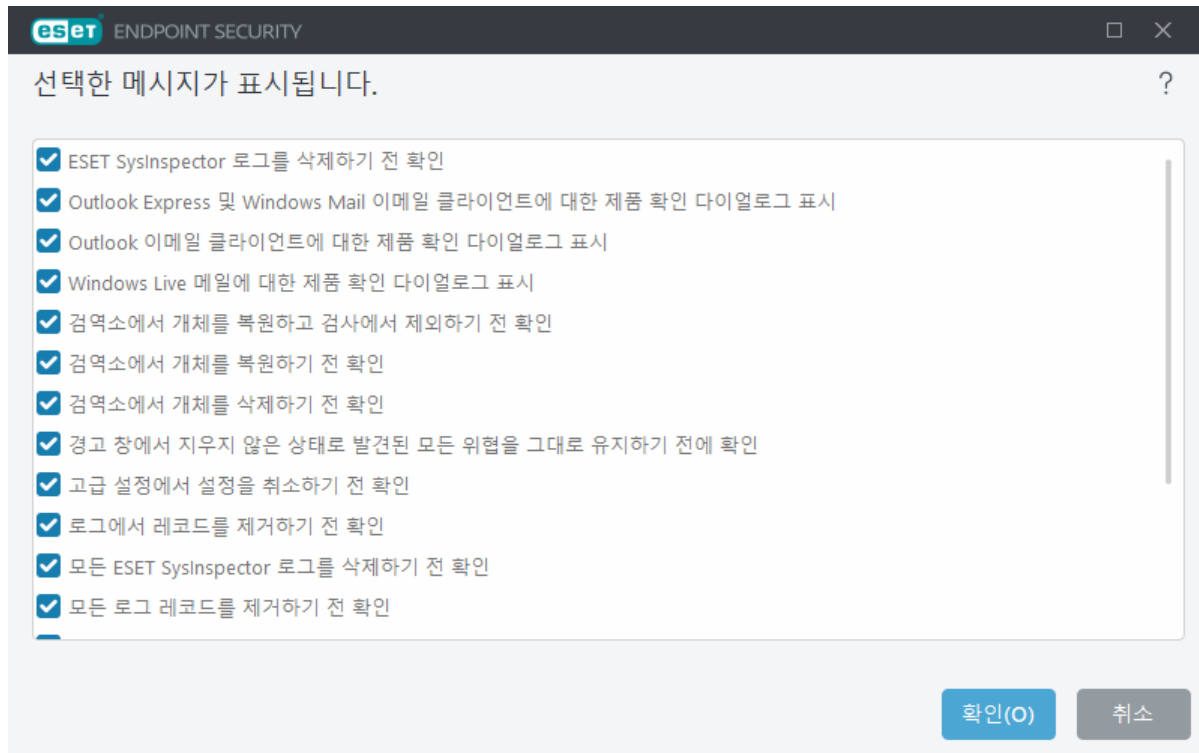 eset ENDPOINT SECURITY
선택한 메시지가 표시됩니다.
?
ESET SysInspector 로그를 삭제하기 전 확인
Outlook Express 및 Windows Mail 이메일 클라이언트에 대한 제품 확인 다이얼로그 표시
Outlook 이메일 클라이언트에 대한 제품 확인 다이얼로그 표시
Windows Live 메일에 대한 제품 확인 다이얼로그 표시
검역소에서 개체를 복원하고 검사에서 제외하기 전 확인
검역소에서 개체를 복원하기 전 확인
검역소에서 개체를 삭제하기 전 확인
경고 창에서 지우지 않은 상태로 발견된 모든 위협을 그대로 유지하기 전에 확인
고급 설정에서 설정을 취소하기 전 확인
로그에서 레코드를 제거하기 전 확인
모든 ESET SysInspector 로그를 삭제하기 전 확인
모든 로그 레코드를 제거하기 전 확인
확인(O) 취소